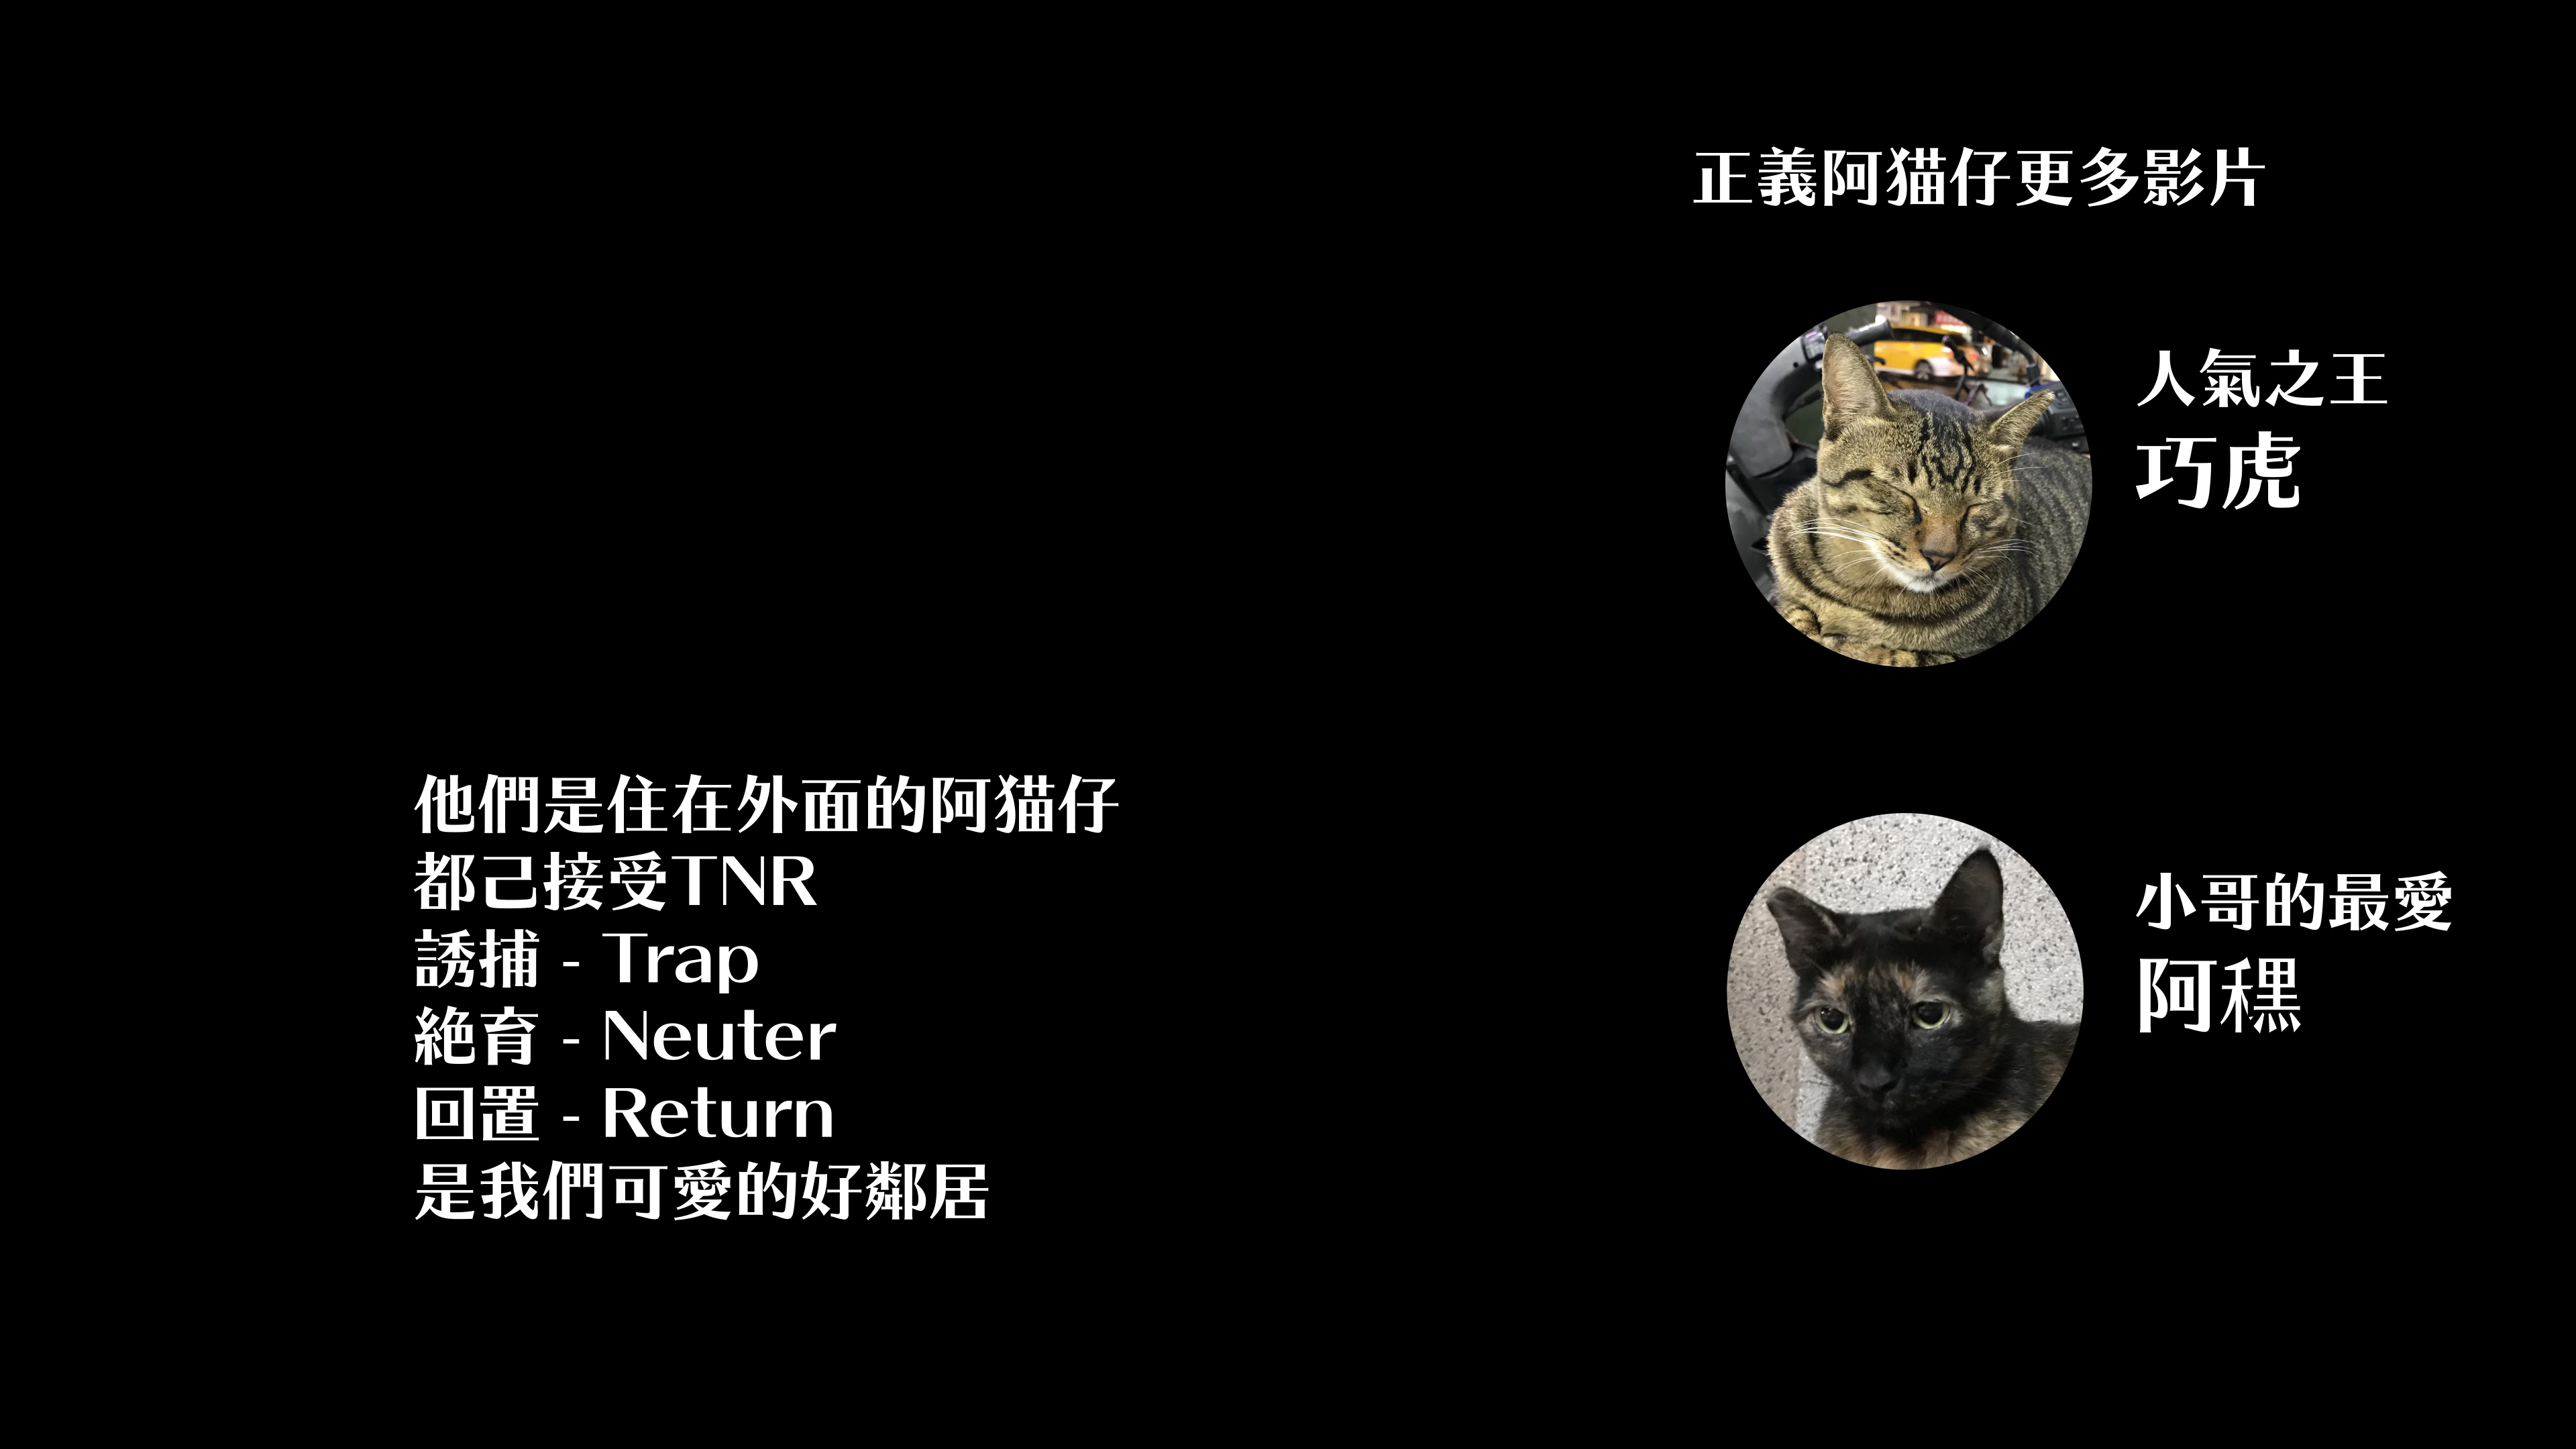 正義阿猫仔更多影片
人氣之王
巧虎
小哥的最愛
阿䆀
他們是住在外面的阿猫仔
都己接受TNR
誘捕 - Trap
絶育 - Neuter
回置 - Return
是我們可愛的好鄰居